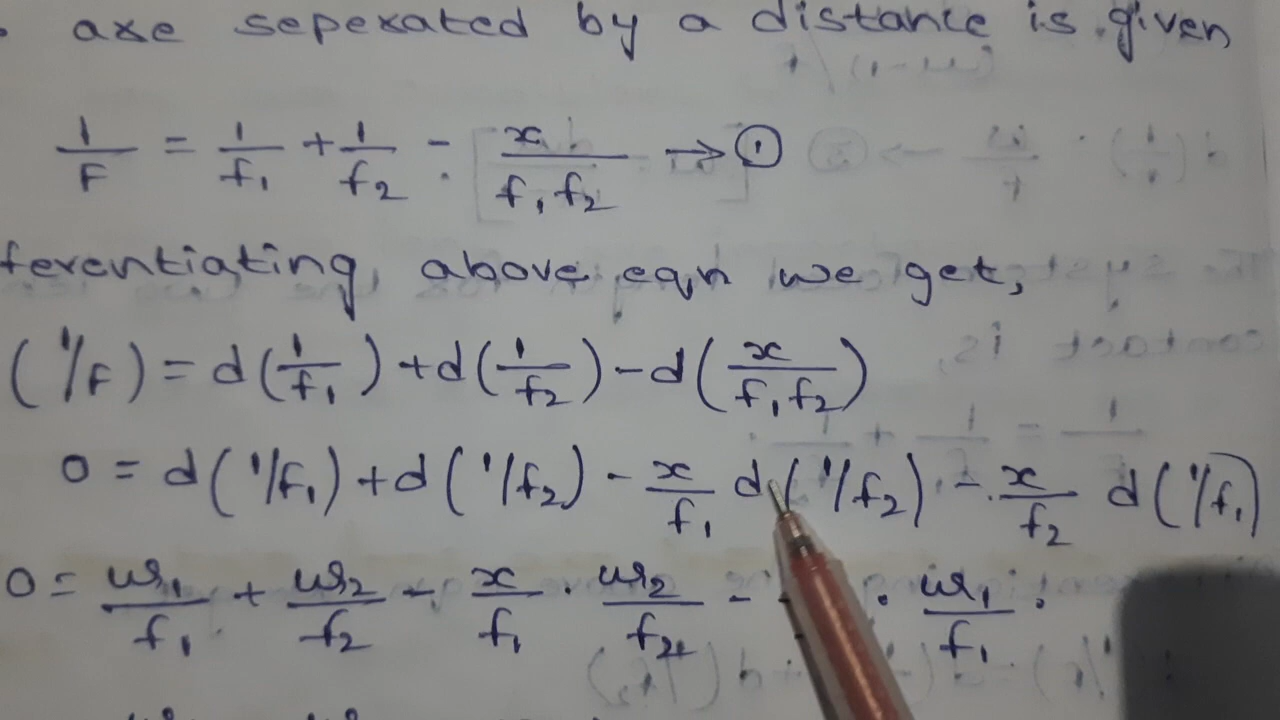 . are seperated by a distance is given
1/F = 1/f₁ + 1/f₂ - x/f₁f₂ → ①
ferentiating above eqn we get,
(1/F) = d(1/f₁) + d(1/f₂) - d(x/f₁f₂)
0 = d(1/f₁) + d(1/f₂) - x/f₁ d(1/f₂) - x/f₂ d(1/f₁)
0 = ω₁/f₁ + ω₂/f₂ - x/f₁ · ω₂/f₂ - · ω₁/f₁ :